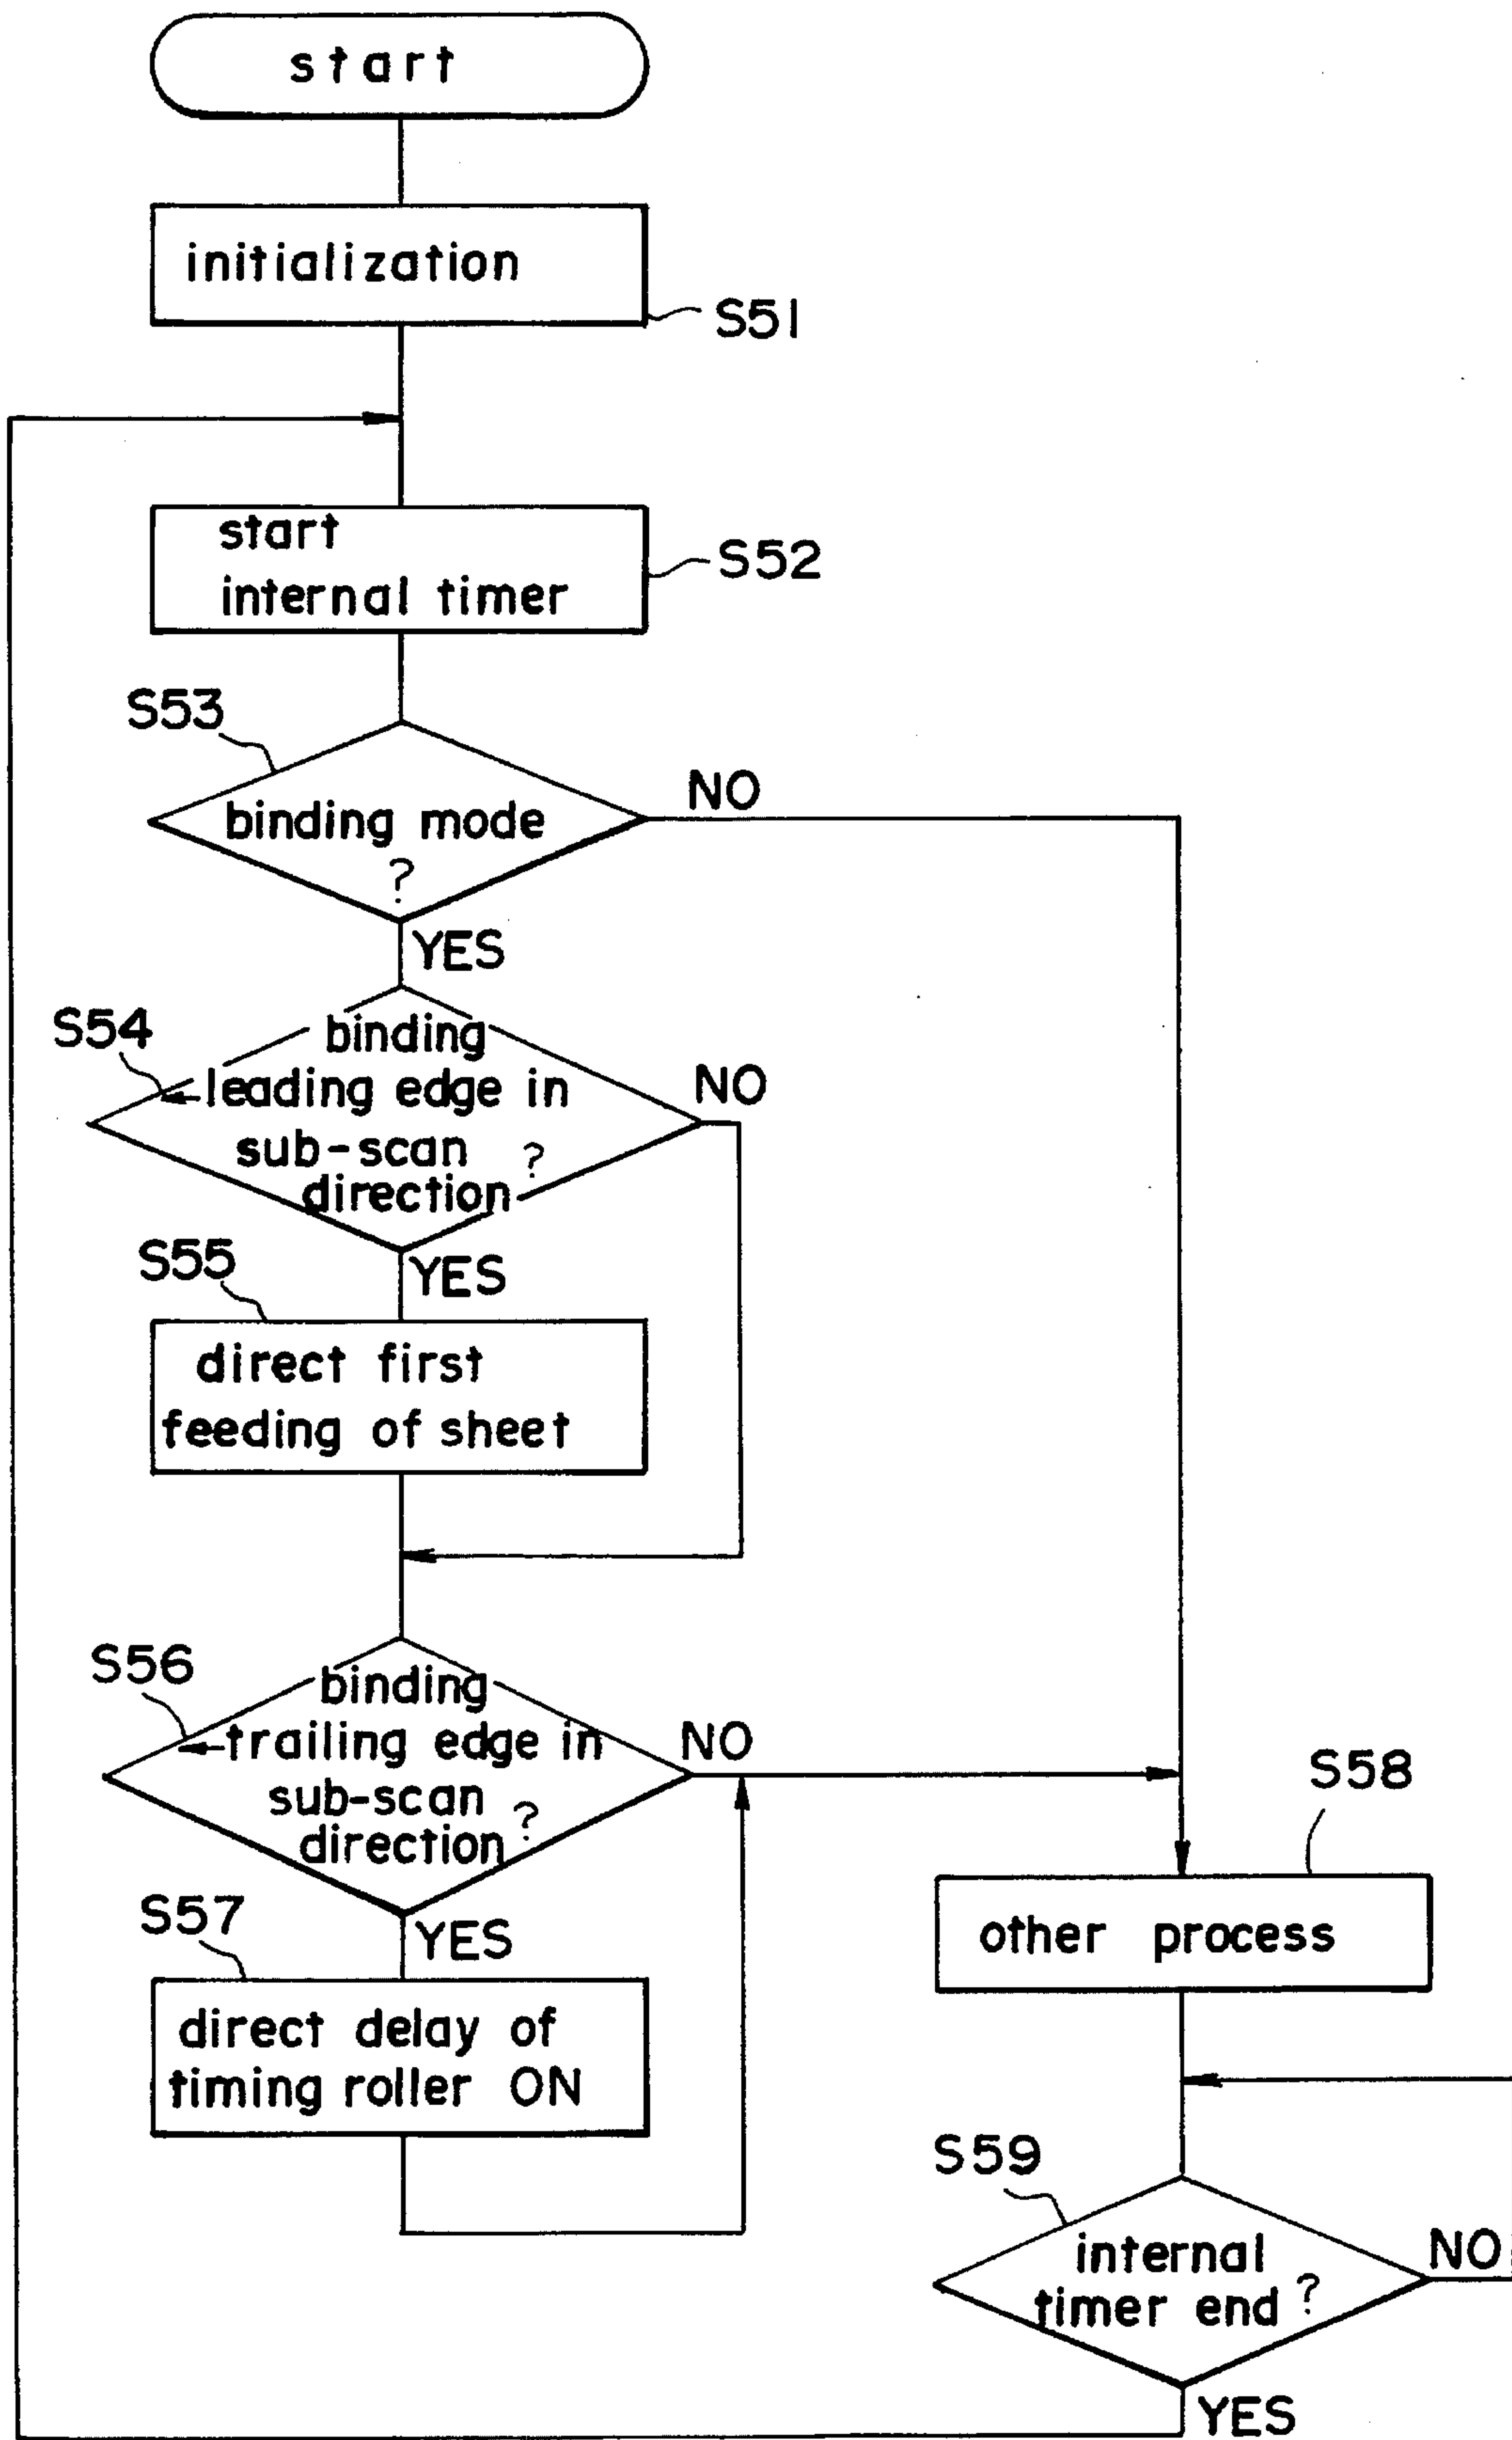 start
initialization
S51
start
internal timer
S52
S53
binding mode
?
NO
YES
S54
binding
leading edge in
sub-scan
direction ?
NO
YES
S55
direct first
feeding of sheet
S56
binding
trailing edge in
sub-scan
direction ?
NO
YES
S57
direct delay of
timing roller ON
S58
other process
S59
internal
timer end ?
NO
YES